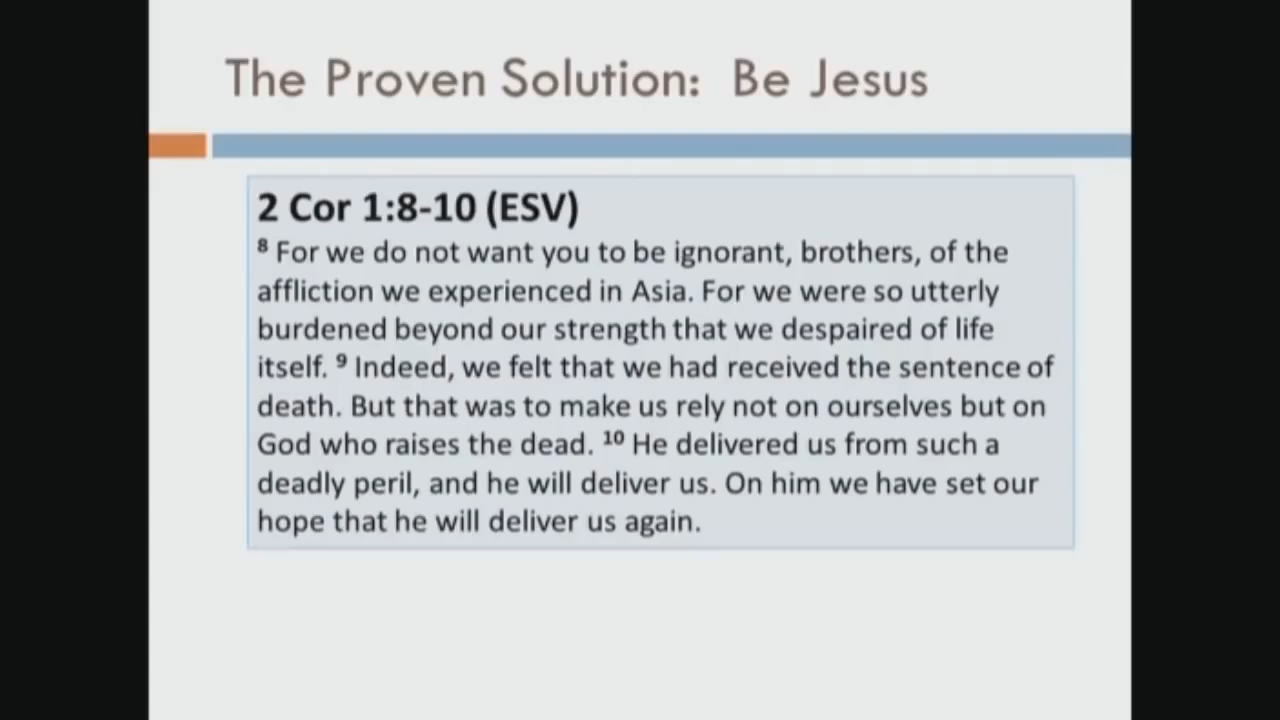 The Proven Solution: Be Jesus
2 Cor 1:8-10 (ESV)
⁸ For we do not want you to be ignorant, brothers, of the
affliction we experienced in Asia. For we were so utterly
burdened beyond our strength that we despaired of life
itself. ⁹ Indeed, we felt that we had received the sentence of
death. But that was to make us rely not on ourselves but on
God who raises the dead. ¹⁰ He delivered us from such a
deadly peril, and he will deliver us. On him we have set our
hope that he will deliver us again.